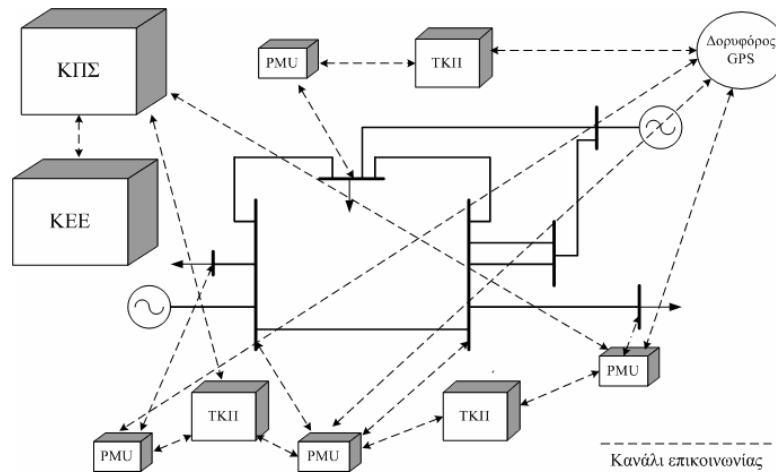 ΚΠΣ
PMU
ΤΚΠ
Δορυφόρος
GPS
ΚΕΕ
PMU
ΤΚΠ
ΤΚΠ
PMU
PMU
Κανάλι επικοινωνίας